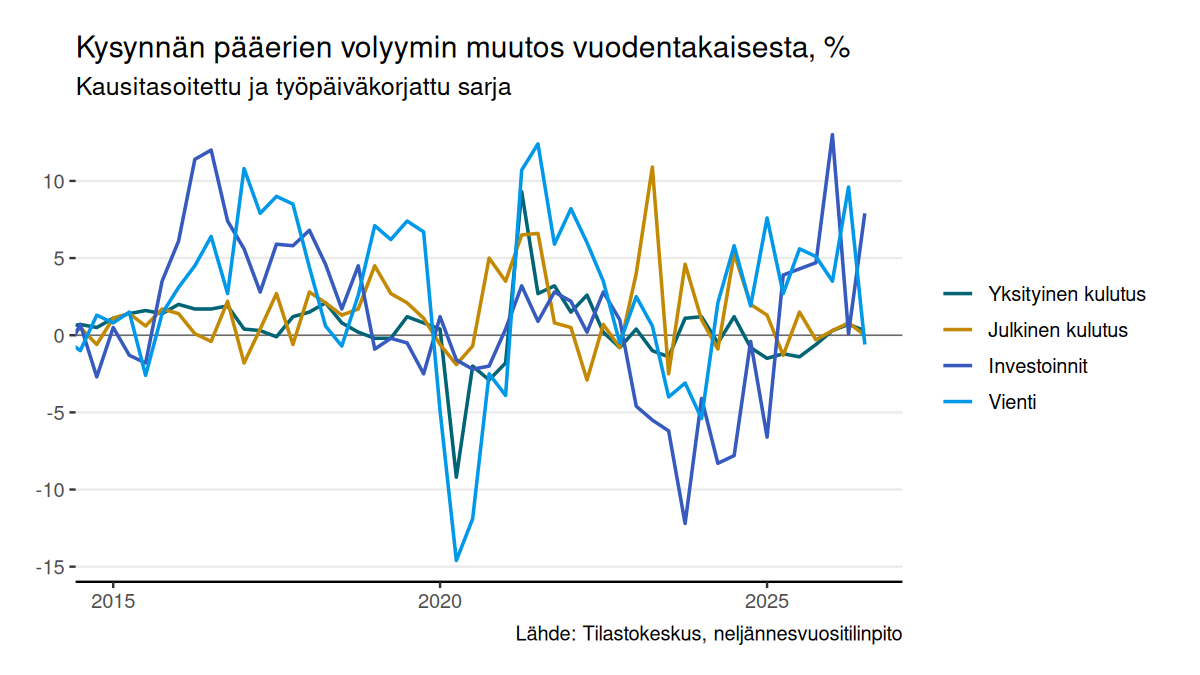 Kysynnän pääerien volyymin muutos vuodentakaisesta, %
Kausitasoitettu ja työpäiväkorjattu sarja
10
5
0
-5
-10
-15
2015
2020
2025
Yksityinen kulutus
Julkinen kulutus
Investoinnit
Vienti
Lähde: Tilastokeskus, neljännesvuositilinpito